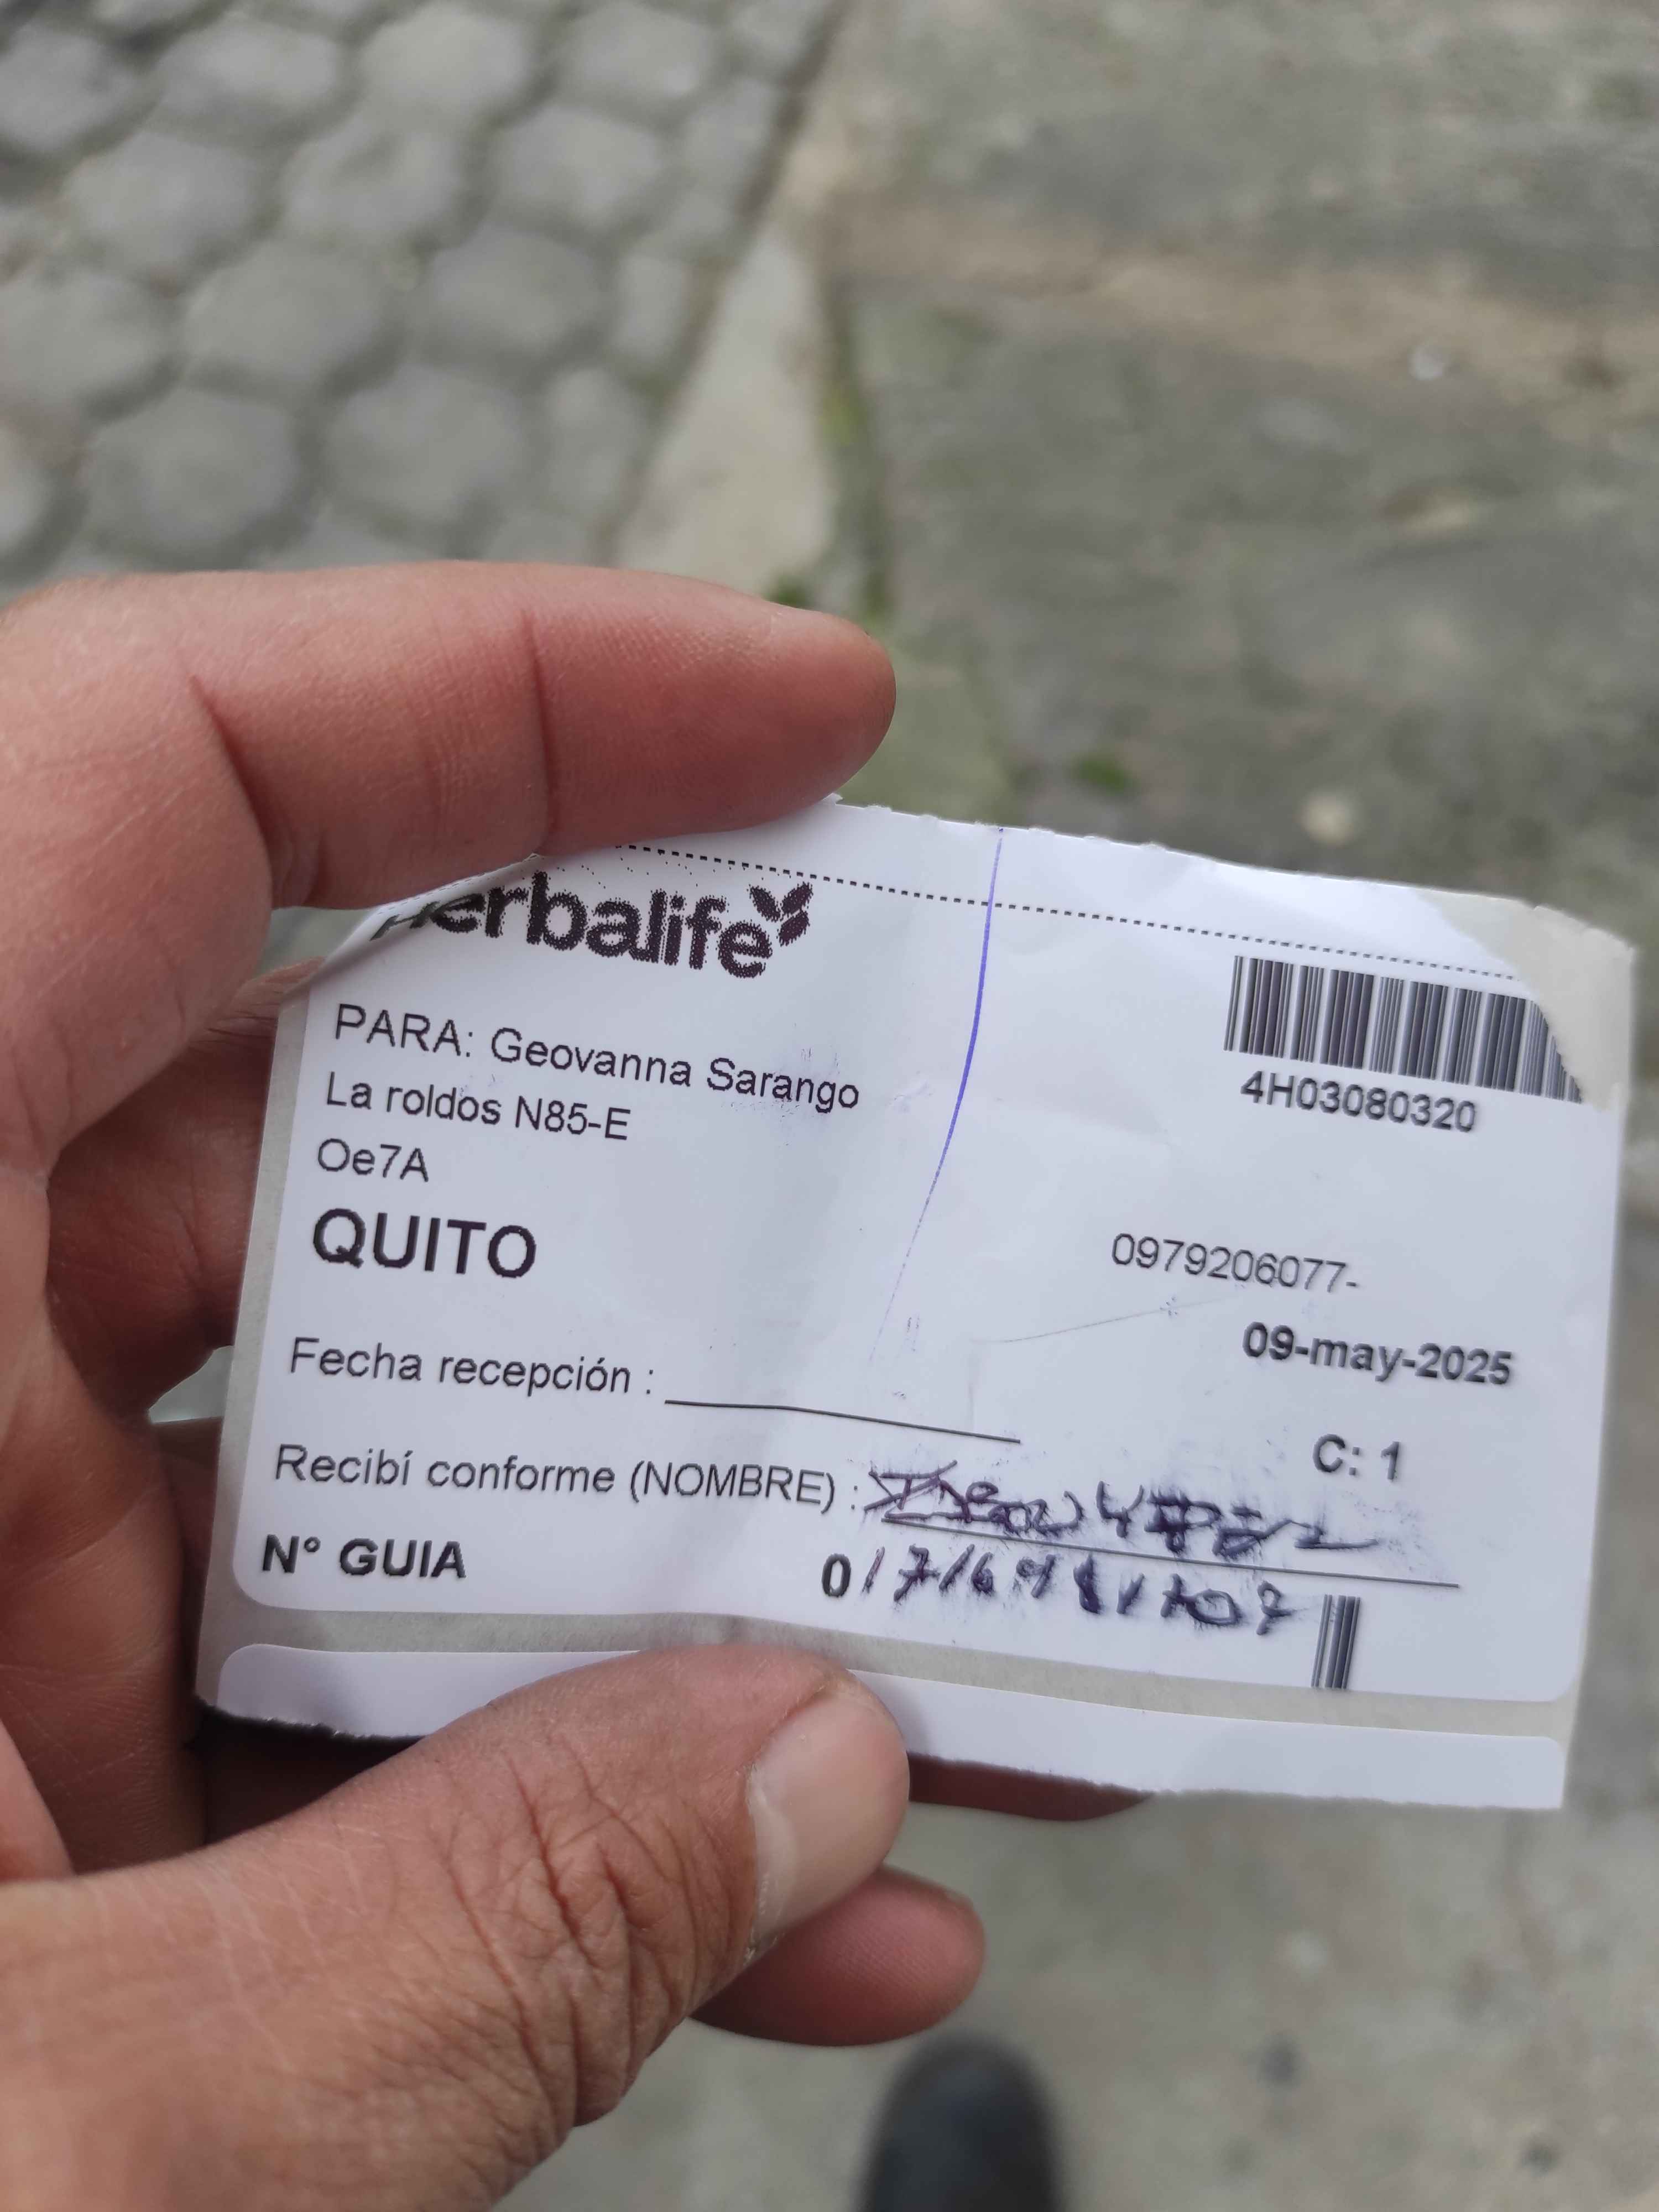 Herbalife
4H03080320
PARA: Geovanna Sarango
La roldos N85-E
Oe7A
QUITO
0979206077-
09-may-2025
Fecha recepción :
C: 1
Recibí conforme (NOMBRE) :
N° GUIA 0